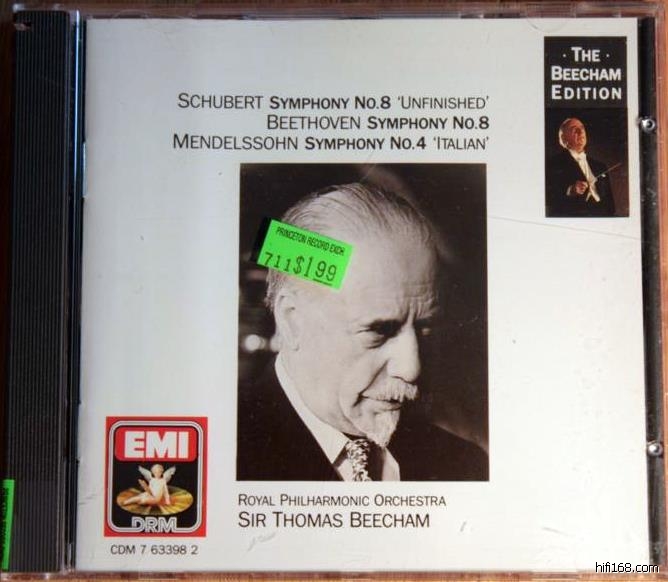 SCHUBERT SYMPHONY NO.8 'UNFINISHED'
BEETHOVEN SYMPHONY NO.8
MENDELSSOHN SYMPHONY NO.4 'ITALIAN'
· THE ·
BEECHAM
EDITION
PRINCETON RECORD EXCH
711 $1.99
EMI
DRM
CDM 7 63398 2
ROYAL PHILHARMONIC ORCHESTRA
SIR THOMAS BEECHAM
hifi168.com